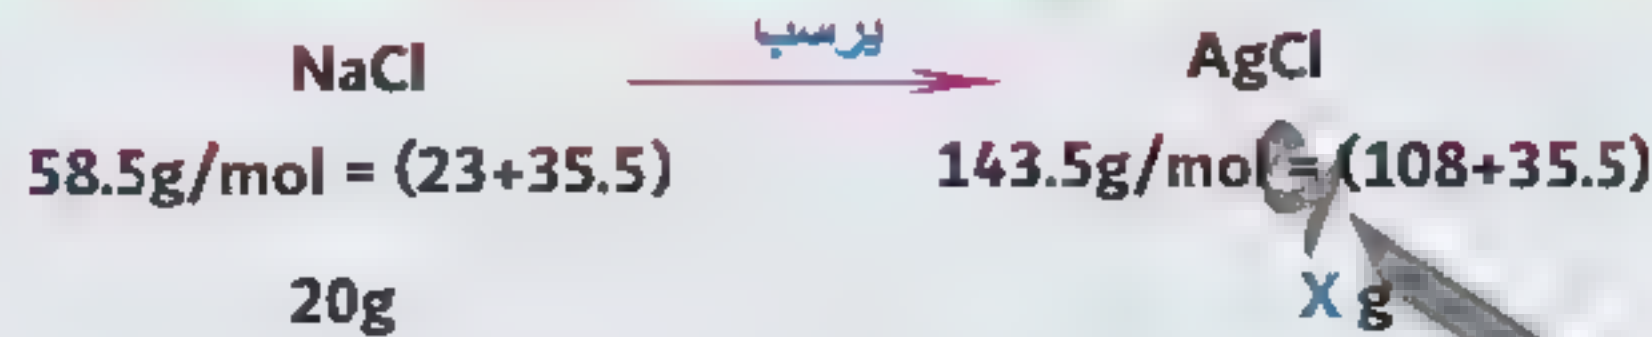 NaCl يرسب AgCl
58.5g/mol = (23+35.5) 143.5g/mol = (108+35.5)
20g X g